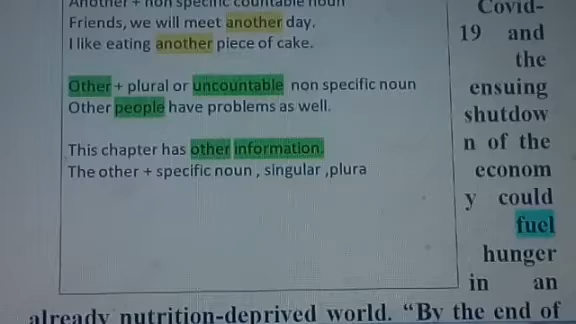 Another + non specific countable noun
Friends, we will meet another day.
I like eating another piece of cake.
Other + plural or uncountable non specific noun
Other people have problems as well.
This chapter has other information.
The other + specific noun , singular ,plura
Covid-
19 and
the
ensuing
shutdow
n of the
econom
y could
fuel
hunger
in an
already nutrition-deprived world. “By the end of